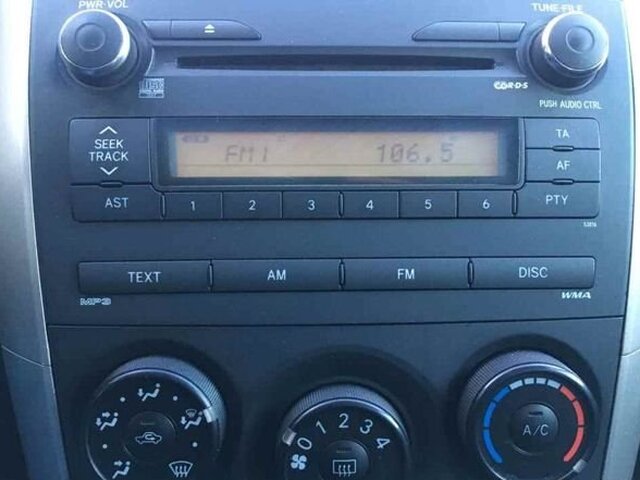 PWR·VOL
TUNE·FILE
R·D·S
PUSH AUDIO CTRL
SEEK
TRACK
FM1 106.5
TA
AF
AST
1 2 3 4 5 6
PTY
TEXT AM FM DISC
MP3
WMA
0 1 2 3 4
A/C